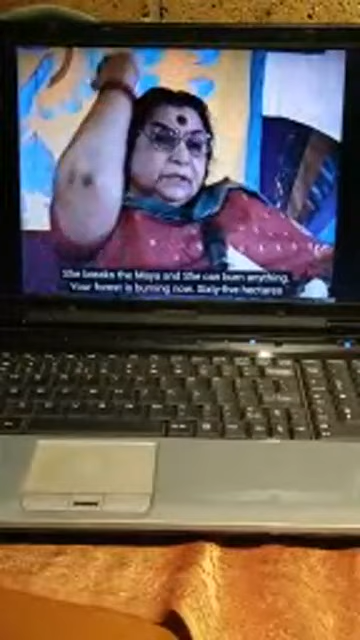 She breaks the Maya and She can burn anything.
Your forest is burning now. Sixty-five hectares